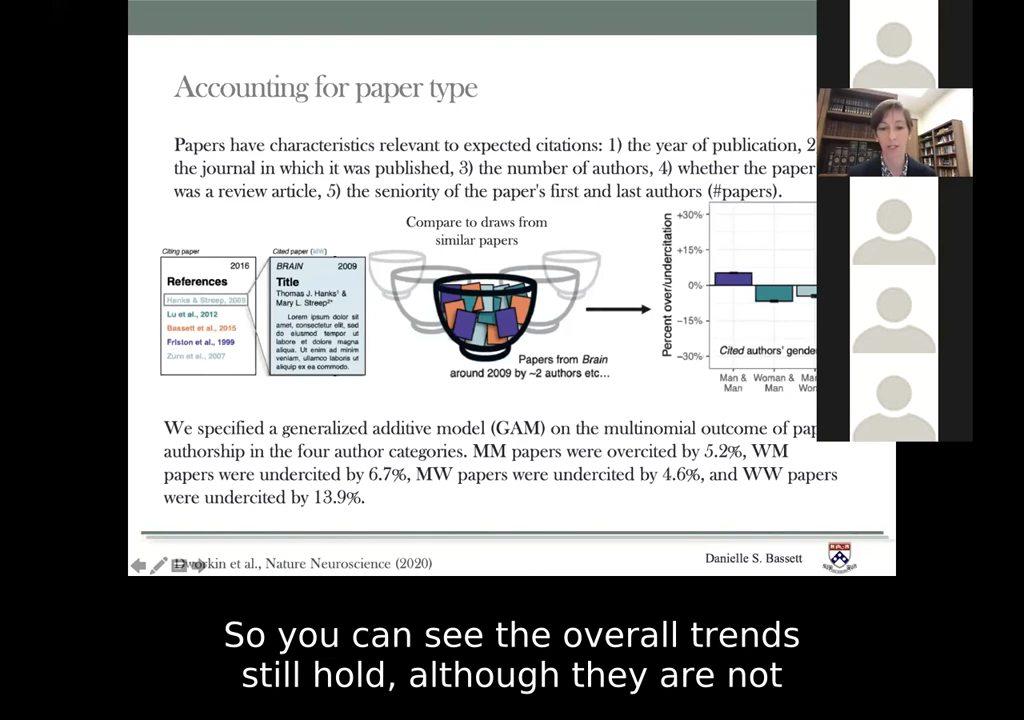 Accounting for paper type
Papers have characteristics relevant to expected citations: 1) the year of publication, 2
the journal in which it was published, 3) the number of authors, 4) whether the paper
was a review article, 5) the seniority of the paper's first and last authors (#papers).
Compare to draws from
similar papers
Citing paper
2016
References
Hanks & Streep, 2009
Lu et al., 2012
Bassett et al., 2015
Friston et al., 1999
Zurn et al., 2007
Cited paper (MW)
BRAIN 2009
Title
Thomas J. Hanks¹ &
Mary L. Streep²*
Lorem ipsum dolor sit
amet, consectetur elit, sed
do eiusmod tempor ut
labore et dolore magna
aliqua. Ut enim ad minim
veniam, ullamco laboris ut
aliquip ex ea commodo.
Papers from Brain
around 2009 by ~2 authors etc...
Percent over/undercitation
+30%
+15%
0%
−15%
−30%
Cited authors' gende
Man & Woman & Ma
Man Man Wor
We specified a generalized additive model (GAM) on the multinomial outcome of pap
authorship in the four author categories. MM papers were overcited by 5.2%, WM
papers were undercited by 6.7%, MW papers were undercited by 4.6%, and WW papers
were undercited by 13.9%.
Dworkin et al., Nature Neuroscience (2020)
Danielle S. Bassett
So you can see the overall trends
still hold, although they are not